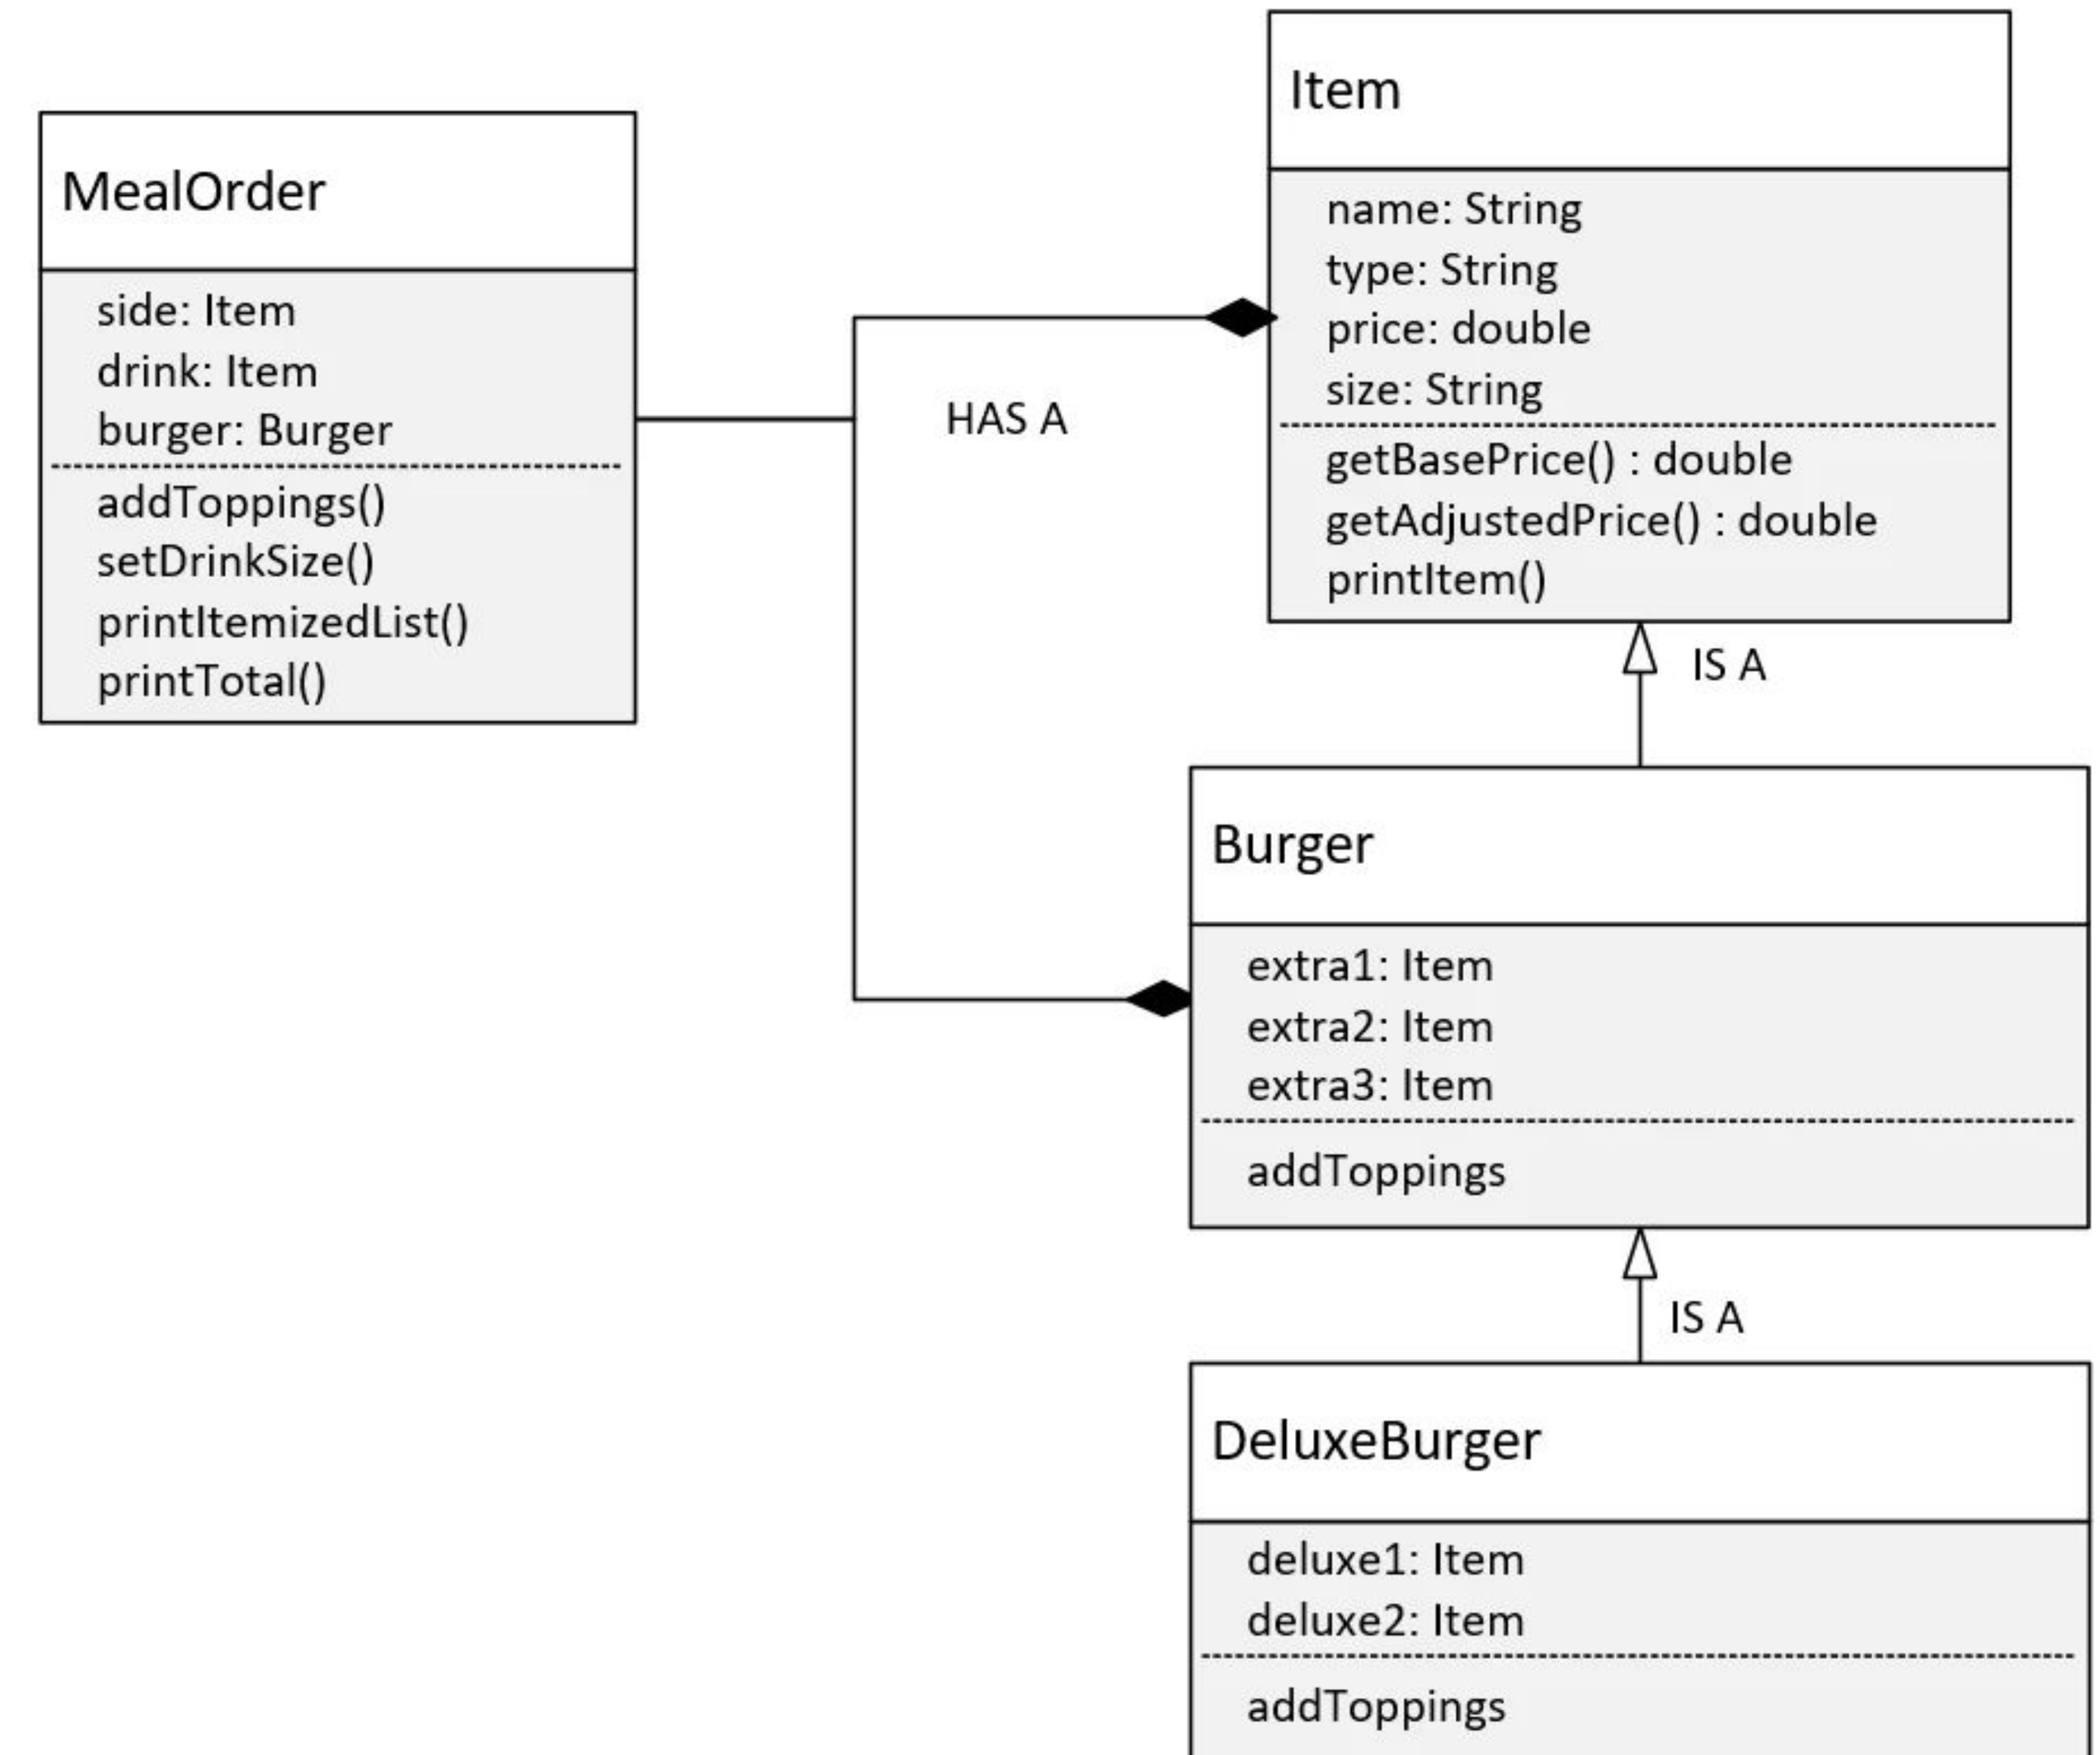 MealOrder
side: Item
drink: Item
burger: Burger
addToppings()
setDrinkSize()
printItemizedList()
printTotal()
HAS A
Item
name: String
type: String
price: double
size: String
getBasePrice() : double
getAdjustedPrice() : double
printItem()
IS A
Burger
extra1: Item
extra2: Item
extra3: Item
addToppings
IS A
DeluxeBurger
deluxe1: Item
deluxe2: Item
addToppings